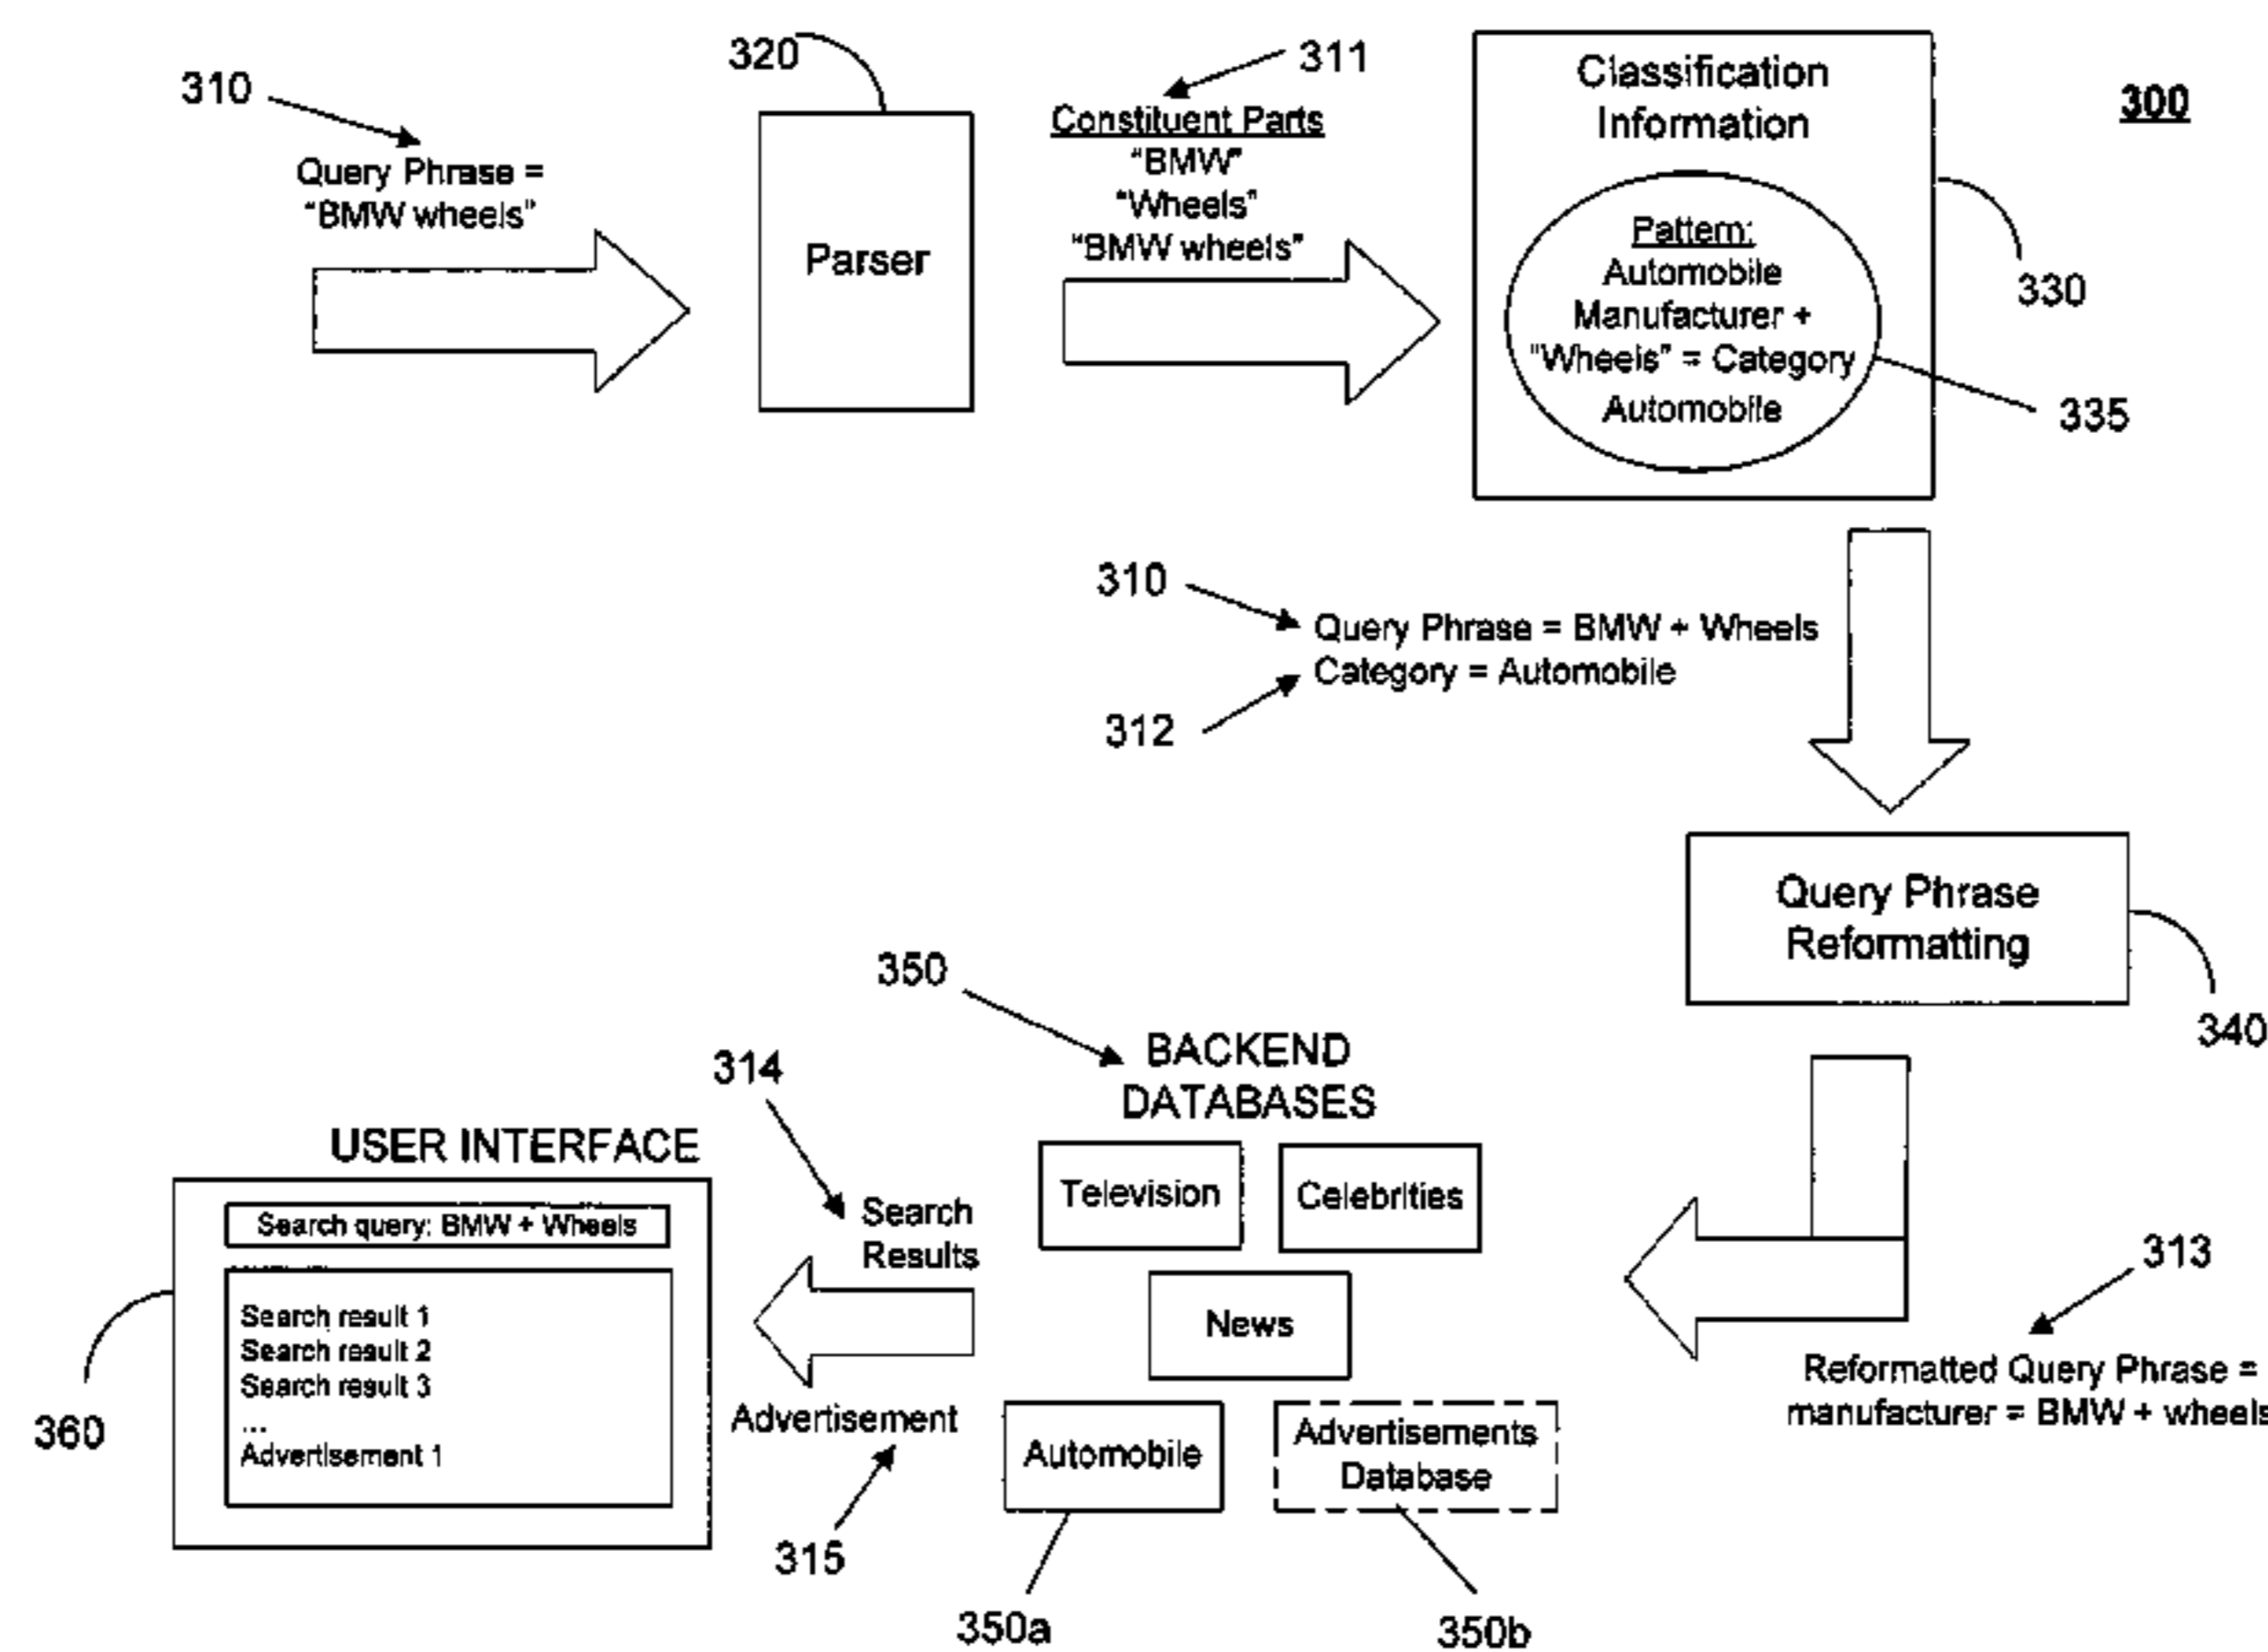 320
311
310
Query Phrase =
"BMW wheels"
Parser
Constituent Parts
"BMW"
"Wheels"
"BMW wheels"
Classification
Information
Pattern:
Automobile
Manufacturer +
"Wheels" = Category
Automobile
300
330
335
310
Query Phrase = BMW + Wheels
Category = Automobile
312
Query Phrase
Reformatting
340
350
BACKEND
DATABASES
314
USER INTERFACE
Search query: BMW + Wheels
Search result 1
Search result 2
Search result 3
...
Advertisement 1
360
Search
Results
Advertisement
315
Television
Celebrities
News
Automobile
Advertisements
Database
350a
350b
313
Reformatted Query Phrase =
manufacturer = BMW + wheels